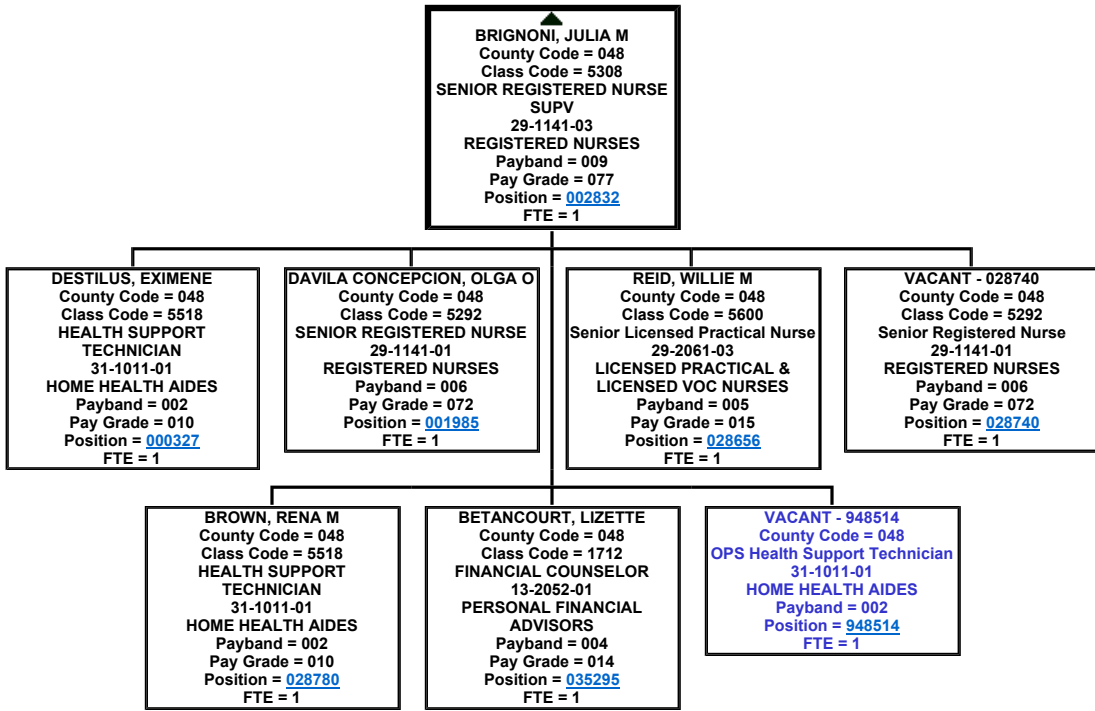 BRIGNONI, JULIA M
County Code = 048
Class Code = 5308
SENIOR REGISTERED NURSE
SUPV
29-1141-03
REGISTERED NURSES
Payband = 009
Pay Grade = 077
Position = 002832
FTE = 1
DESTILUS, EXIMENE
County Code = 048
Class Code = 5518
HEALTH SUPPORT
TECHNICIAN
31-1011-01
HOME HEALTH AIDES
Payband = 002
Pay Grade = 010
Position = 000327
FTE = 1
DAVILA CONCEPCION, OLGA O
County Code = 048
Class Code = 5292
SENIOR REGISTERED NURSE
29-1141-01
REGISTERED NURSES
Payband = 006
Pay Grade = 072
Position = 001985
FTE = 1
REID, WILLIE M
County Code = 048
Class Code = 5600
Senior Licensed Practical Nurse
29-2061-03
LICENSED PRACTICAL &
LICENSED VOC NURSES
Payband = 005
Pay Grade = 015
Position = 028656
FTE = 1
VACANT - 028740
County Code = 048
Class Code = 5292
Senior Registered Nurse
29-1141-01
REGISTERED NURSES
Payband = 006
Pay Grade = 072
Position = 028740
FTE = 1
BROWN, RENA M
County Code = 048
Class Code = 5518
HEALTH SUPPORT
TECHNICIAN
31-1011-01
HOME HEALTH AIDES
Payband = 002
Pay Grade = 010
Position = 028780
FTE = 1
BETANCOURT, LIZETTE
County Code = 048
Class Code = 1712
FINANCIAL COUNSELOR
13-2052-01
PERSONAL FINANCIAL
ADVISORS
Payband = 004
Pay Grade = 014
Position = 035295
FTE = 1
VACANT - 948514
County Code = 048
OPS Health Support Technician
31-1011-01
HOME HEALTH AIDES
Payband = 002
Position = 948514
FTE = 1